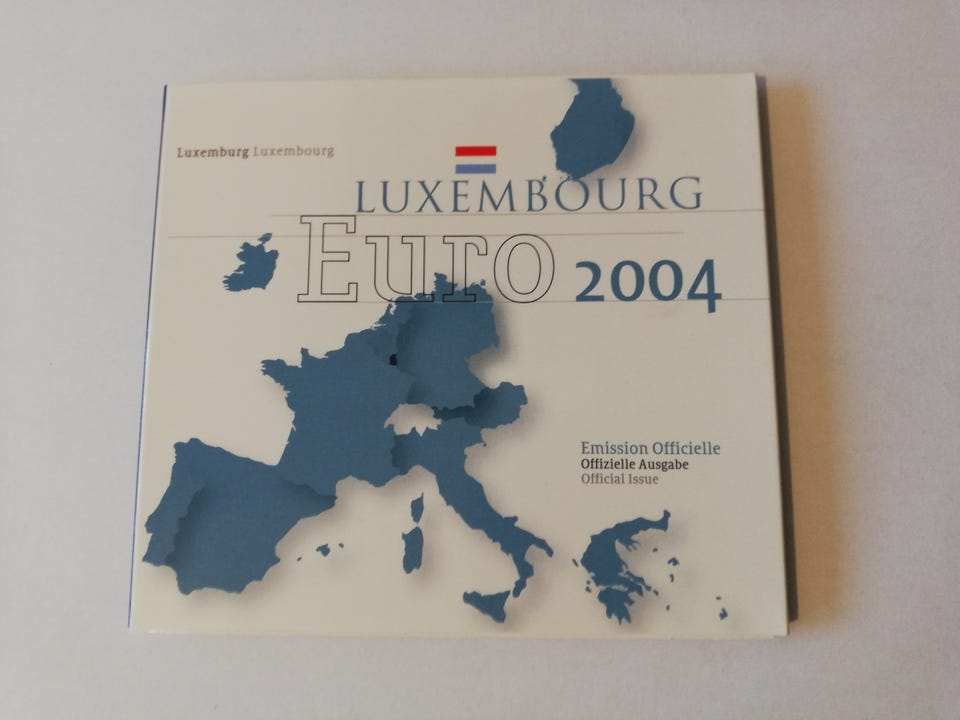 Luxemburg Luxembourg
LUXEMBOURG
Euro 2004
Emission Officielle
Offizielle Ausgabe
Official Issue